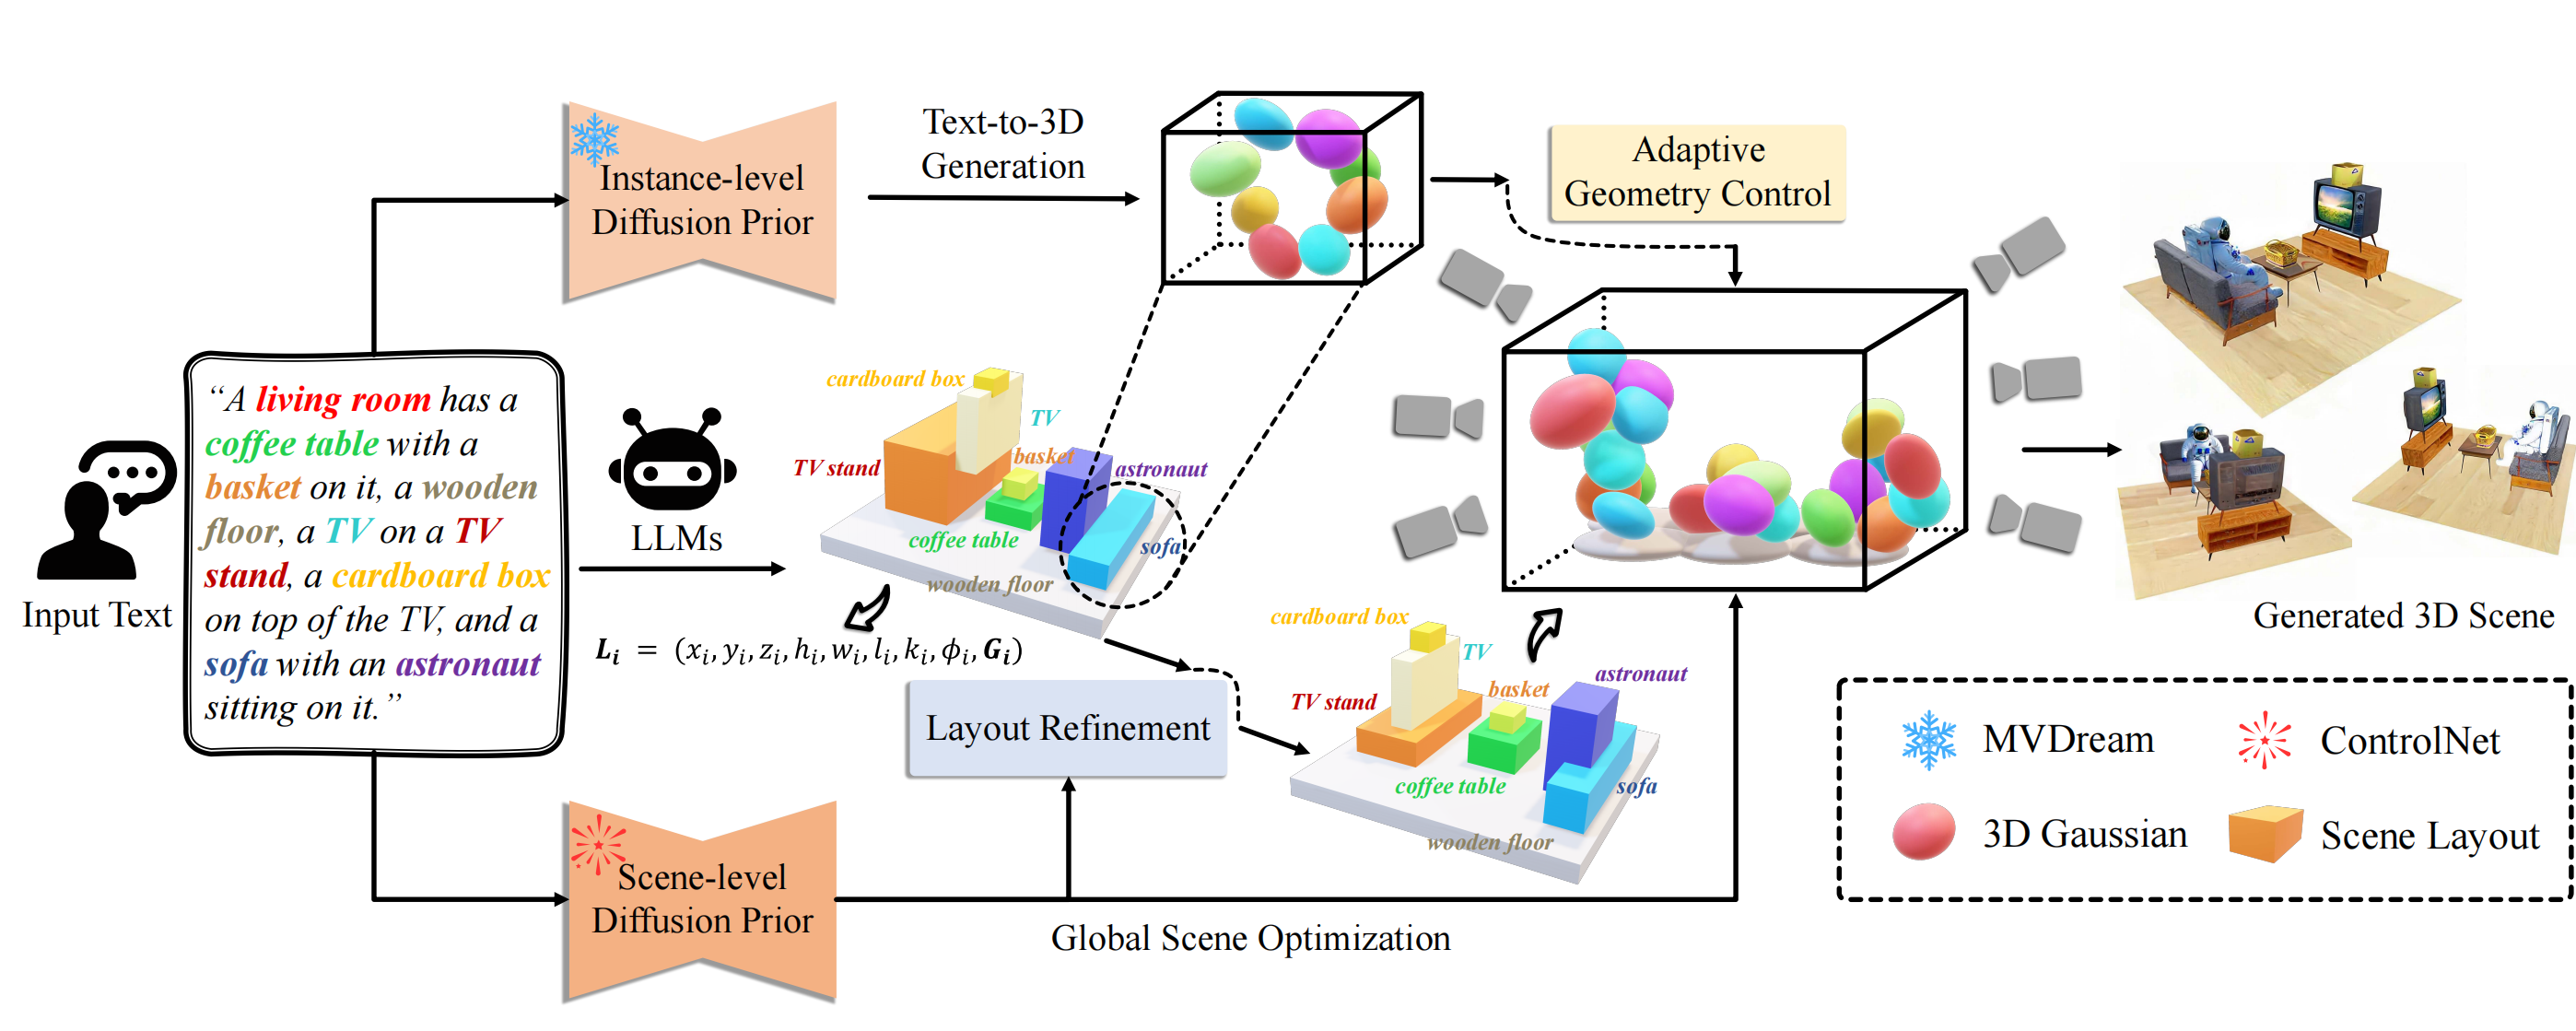 Input Text
“A living room has a
coffee table with a
basket on it, a wooden
floor, a TV on a TV
stand, a cardboard box
on top of the TV, and a
sofa with an astronaut
sitting on it.”
Instance-level
Diffusion Prior
Text-to-3D
Generation
Adaptive
Geometry Control
LLMs
cardboard box
TV
TV stand
basket
astronaut
coffee table
sofa
wooden floor
L_i = (x_i, y_i, z_i, h_i, w_i, l_i, k_i, ϕ_i, G_i)
Layout Refinement
cardboard box
TV
TV stand
basket
astronaut
coffee table
sofa
wooden floor
Scene-level
Diffusion Prior
Global Scene Optimization
Generated 3D Scene
MVDream
ControlNet
3D Gaussian
Scene Layout